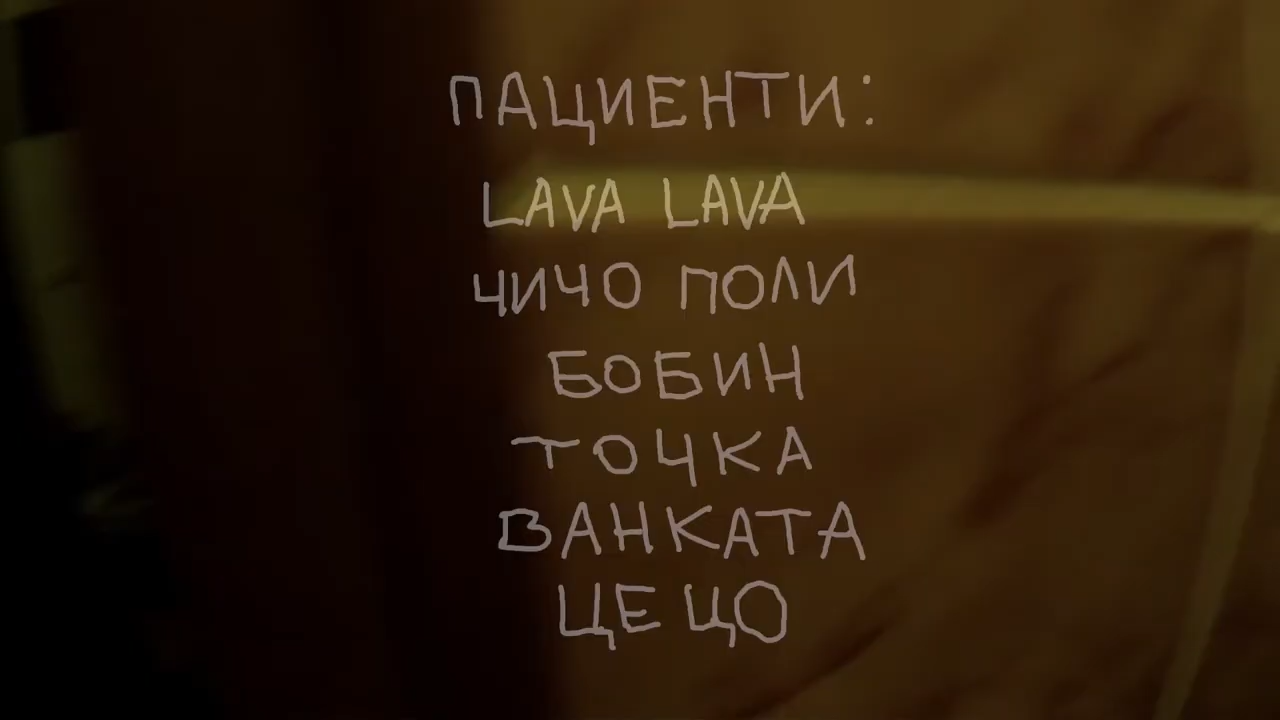 ПАЦИЕНТИ:
LAVA LAVA
ЧИЧО ПОЛИ
БОБИН
ТОЧКА
ВАНКАТА
ЦЕЦО